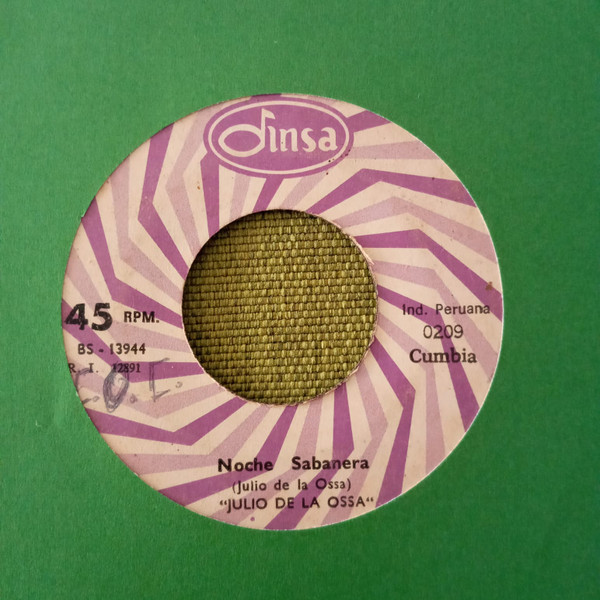 Dinsa
45 RPM.
BS - 13944
R. I. 12891
Ind. Peruana
0209
Cumbia
Noche Sabanera
(Julio de la Ossa)
"JULIO DE LA OSSA"